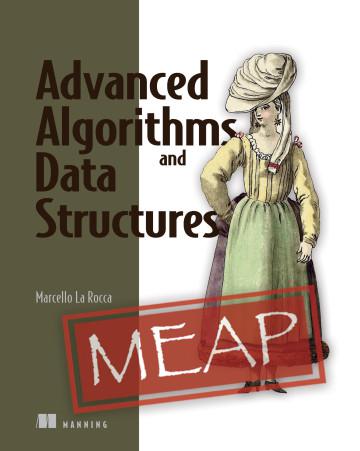 Advanced
Algorithms
and
Data
Structures
Marcello La Rocca
MEAP
MANNING